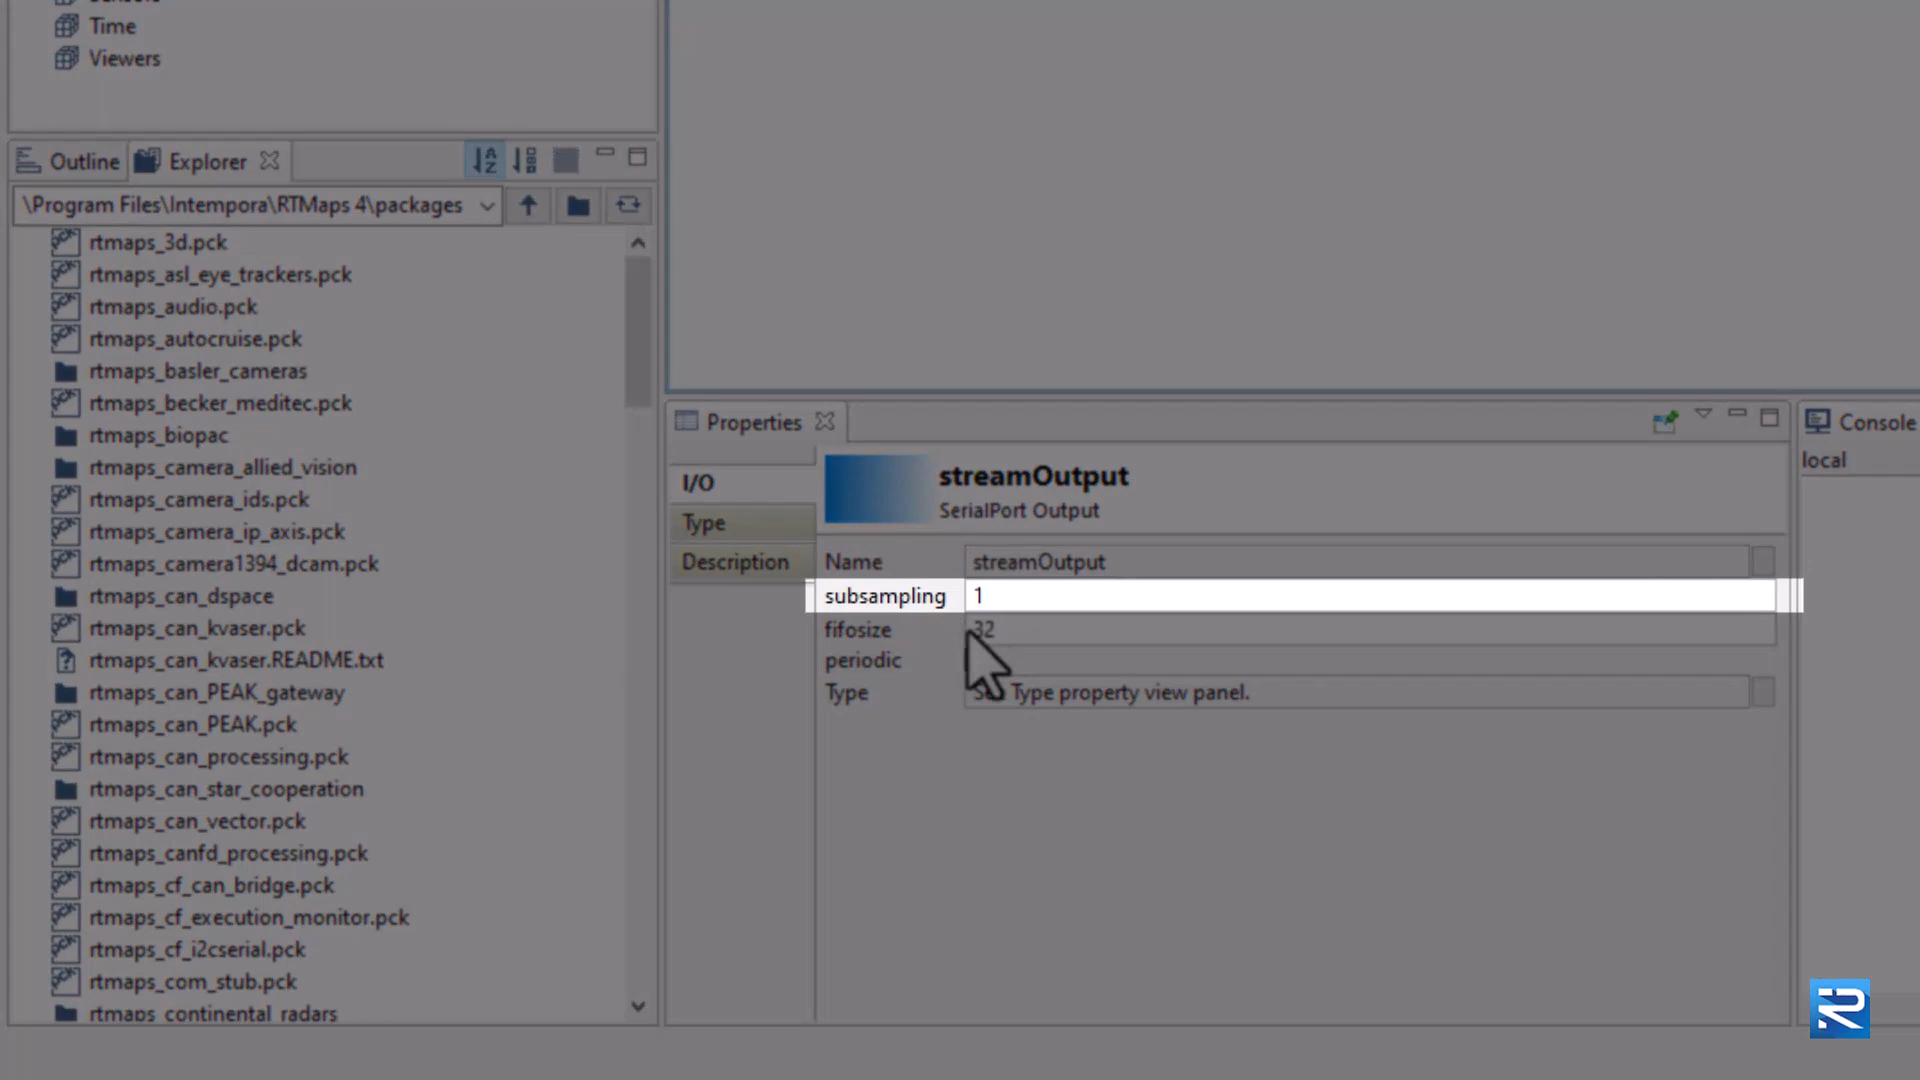 Time
Viewers
Outline
Explorer
\Program Files\Intempora\RTMaps 4\packages
rtmaps_3d.pck
rtmaps_asl_eye_trackers.pck
rtmaps_audio.pck
rtmaps_autocruise.pck
rtmaps_basler_cameras
rtmaps_becker_meditec.pck
rtmaps_biopac
rtmaps_camera_allied_vision
rtmaps_camera_ids.pck
rtmaps_camera_ip_axis.pck
rtmaps_camera1394_dcam.pck
rtmaps_can_dspace
rtmaps_can_kvaser.pck
rtmaps_can_kvaser.README.txt
rtmaps_can_PEAK_gateway
rtmaps_can_PEAK.pck
rtmaps_can_processing.pck
rtmaps_can_star_cooperation
rtmaps_can_vector.pck
rtmaps_canfd_processing.pck
rtmaps_cf_can_bridge.pck
rtmaps_cf_execution_monitor.pck
rtmaps_cf_i2cserial.pck
rtmaps_com_stub.pck
rtmaps_continental_radars
Properties
I/O
Type
Description
streamOutput
SerialPort Output
Name streamOutput
subsampling 1
fifosize 32
periodic
Type Type property view panel.
Console
local